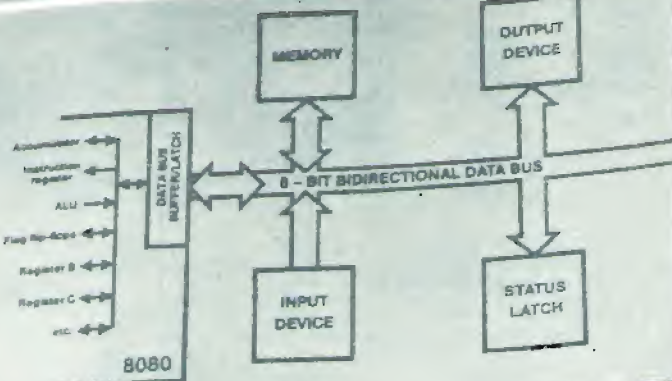 MEMORY
OUTPUT
DEVICE
Accumulator
Instruction
register
ALU
Flag flip-flops
Register B
Register C
etc.
DATA BUS
BUFFER/LATCH
8 - BIT BIDIRECTIONAL DATA BUS
INPUT
DEVICE
STATUS
LATCH
8080